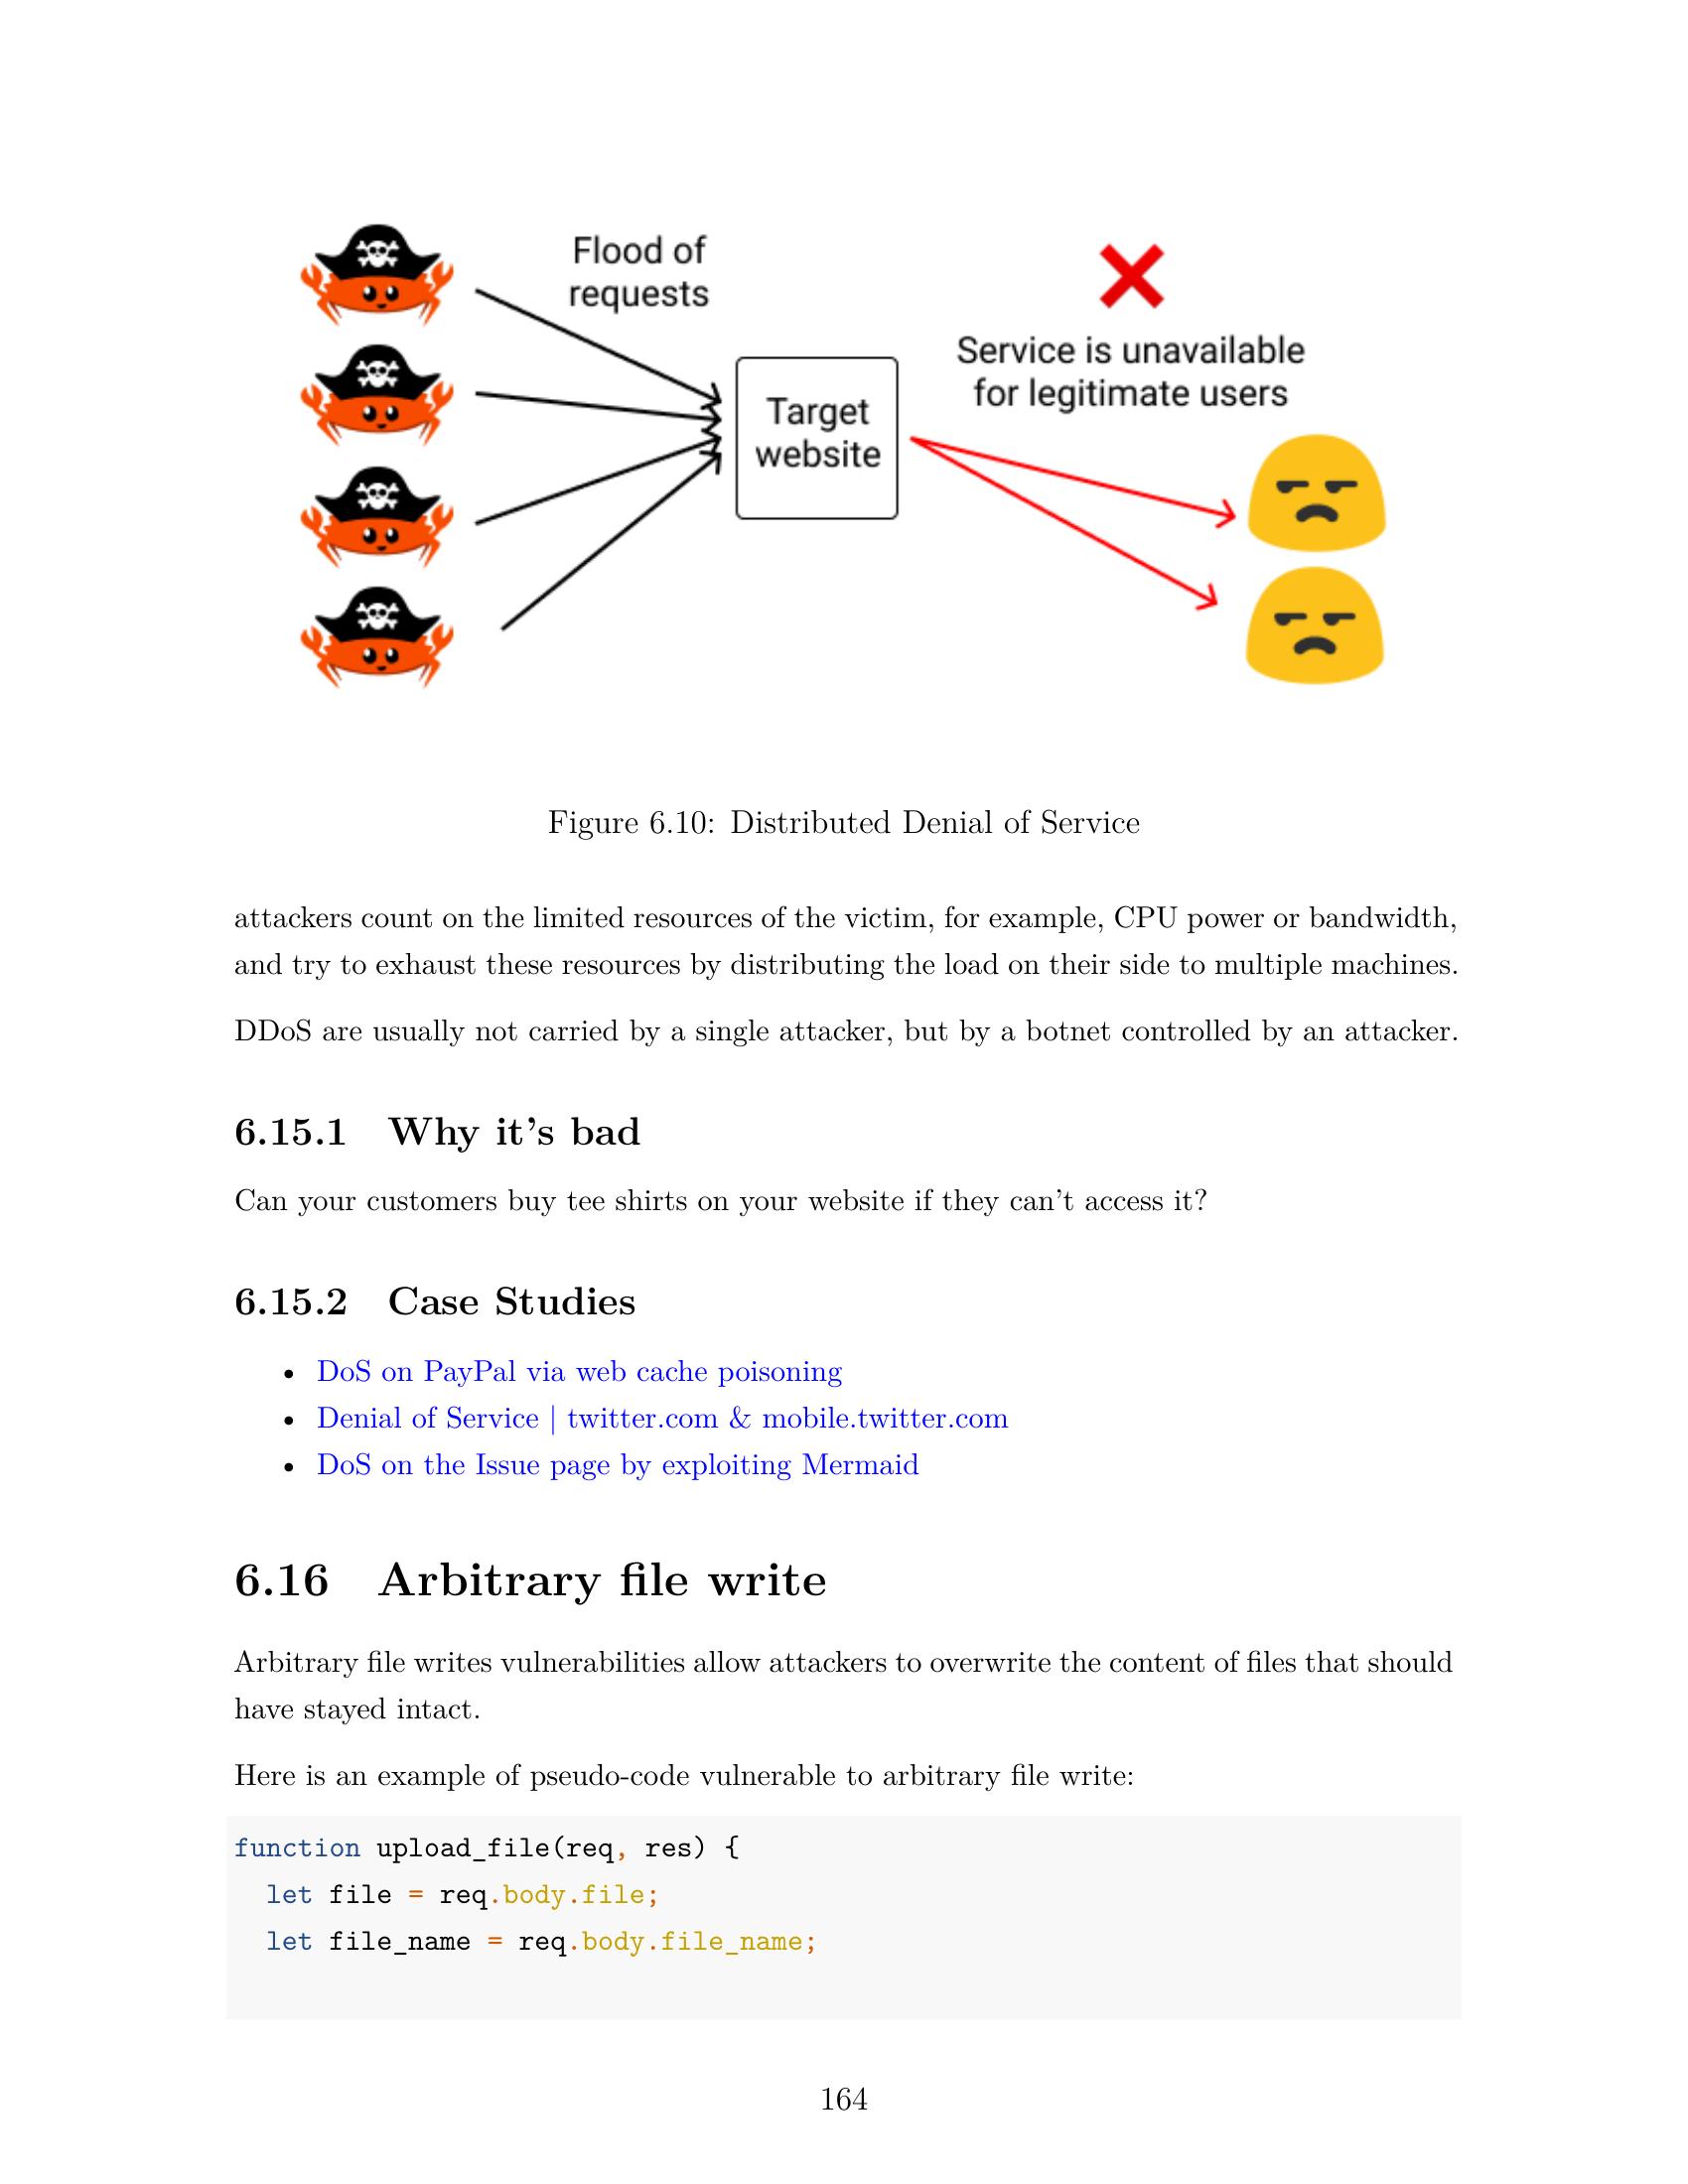 Flood of
requests
Service is unavailable
for legitimate users
Target
website
Figure 6.10: Distributed Denial of Service
attackers count on the limited resources of the victim, for example, CPU power or bandwidth,
and try to exhaust these resources by distributing the load on their side to multiple machines.
DDoS are usually not carried by a single attacker, but by a botnet controlled by an attacker.
6.15.1 Why it's bad
Can your customers buy tee shirts on your website if they can't access it?
6.15.2 Case Studies
• DoS on PayPal via web cache poisoning
• Denial of Service | twitter.com & mobile.twitter.com
• DoS on the Issue page by exploiting Mermaid
6.16 Arbitrary file write
Arbitrary file writes vulnerabilities allow attackers to overwrite the content of files that should
have stayed intact.
Here is an example of pseudo-code vulnerable to arbitrary file write:
function upload_file(req, res) {
  let file = req.body.file;
  let file_name = req.body.file_name;
164